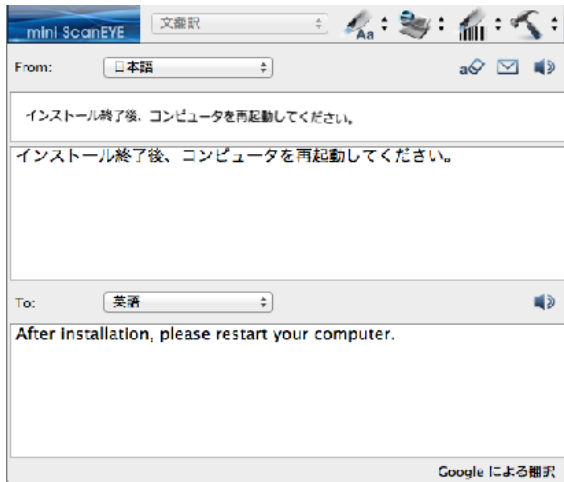 mini ScanEYE
文翻訳
Aa
From:
日本語
a
インストール終了後、コンピュータを再起動してください。
インストール終了後、コンピュータを再起動してください。
To:
英語
After installation, please restart your computer.
Google による翻訳